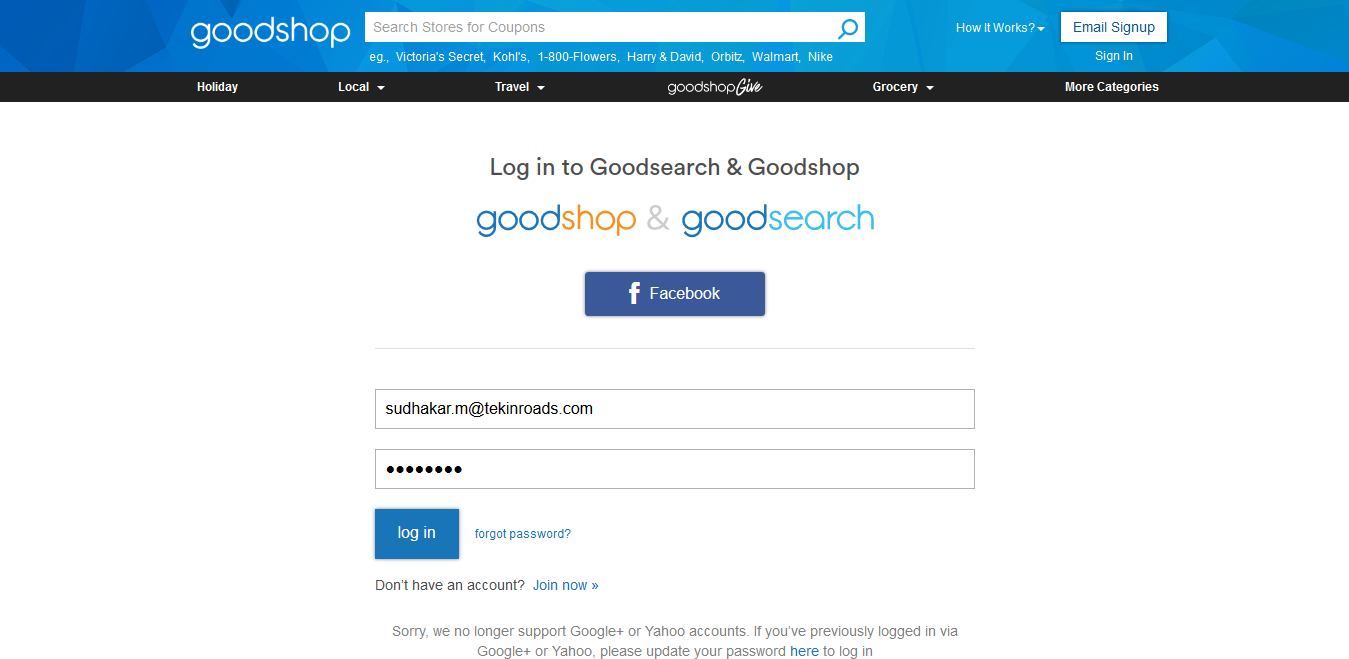 goodshop
Search Stores for Coupons
How It Works?
Email Signup
eg., Victoria's Secret, Kohl's, 1-800-Flowers, Harry & David, Orbitz, Walmart, Nike
Sign In
Holiday Local Travel goodshop Give Grocery More Categories
Log in to Goodsearch & Goodshop
goodshop & goodsearch
f Facebook
sudhakar.m@tekinroads.com
••••••••
log in forgot password?
Don't have an account? Join now »
Sorry, we no longer support Google+ or Yahoo accounts. If you've previously logged in via
Google+ or Yahoo, please update your password here to log in